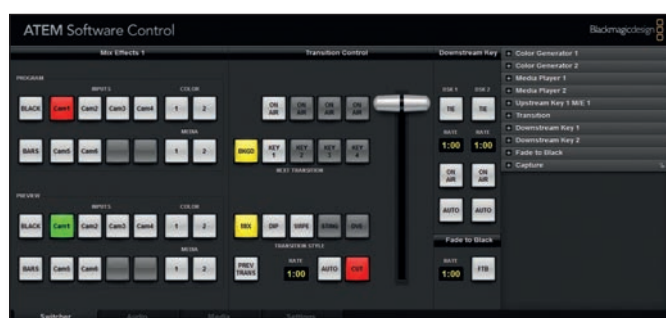 ATEM Software Control
Blackmagicdesign
Mix Effects 1
Transition Control
Downstream Key
Color Generator 1
Color Generator 2
Media Player 1
Media Player 2
Upstream Key 1 M/E 1
Transition
Downstream Key 1
Downstream Key 2
Fade to Black
Capture
PROGRAM
INPUTS
COLOR
BLACK Cam1 Cam2 Cam3 Cam4 1 2
MEDIA
BARS Cam5 Cam6 1 2
PREVIEW
INPUTS
COLOR
BLACK Cam1 Cam2 Cam3 Cam4 1 2
MEDIA
BARS Cam5 Cam6 1 2
ON AIR ON AIR ON AIR ON AIR
BKGD KEY 1 KEY 2 KEY 3 KEY 4
NEXT TRANSITION
MIX DIP WIPE STING DVE
TRANSITION STYLE
RATE
PREV TRANS 1:00 AUTO CUT
DSK 1 DSK 2
TIE TIE
RATE RATE
1:00 1:00
ON AIR ON AIR
AUTO AUTO
Fade to Black
RATE
1:00 FTB
Switcher Audio Media Settings